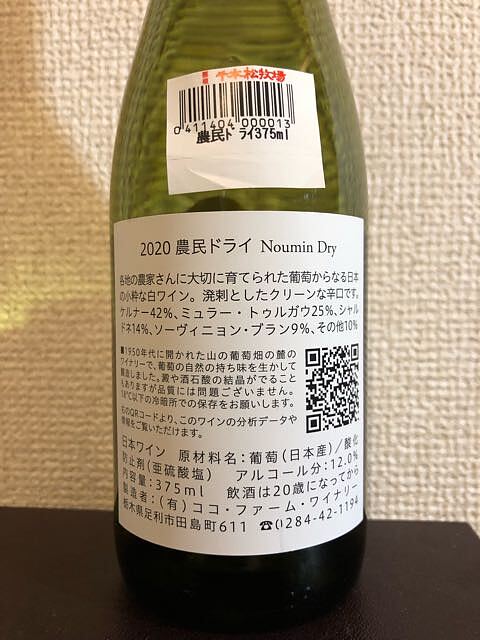 那須 千本松牧場
0411404 000013
農民ドライ375ml
2020 農民ドライ Noumin Dry
各地の農家さんに大切に育てられた葡萄からなる日本
の小粋な白ワイン。溌剌としたクリーンな辛口です。
ケルナー42%、ミュラー・トゥルガウ25%、シャル
ドネ14%、ソーヴィニョン・ブラン9%、その他10%
■1950年代に開かれた山の葡萄畑の麓の
ワイナリーで、葡萄の自然の持ち味を生かして
醸造しました。澱や酒石酸の結晶がでること
もありますが品質には問題ございません。
18℃以下の冷暗所での保存をお願いします。
右のQRコードより、このワインの分析データや
情報をご覧いただけます。
日本ワイン 原材料名:葡萄(日本産)/酸化
防止剤(亜硫酸塩) アルコール分:12.0%
内容量:375ml 飲酒は20歳になってから
製造者:(有)ココ・ファーム・ワイナリー
栃木県足利市田島町611 ☎0284-42-1194